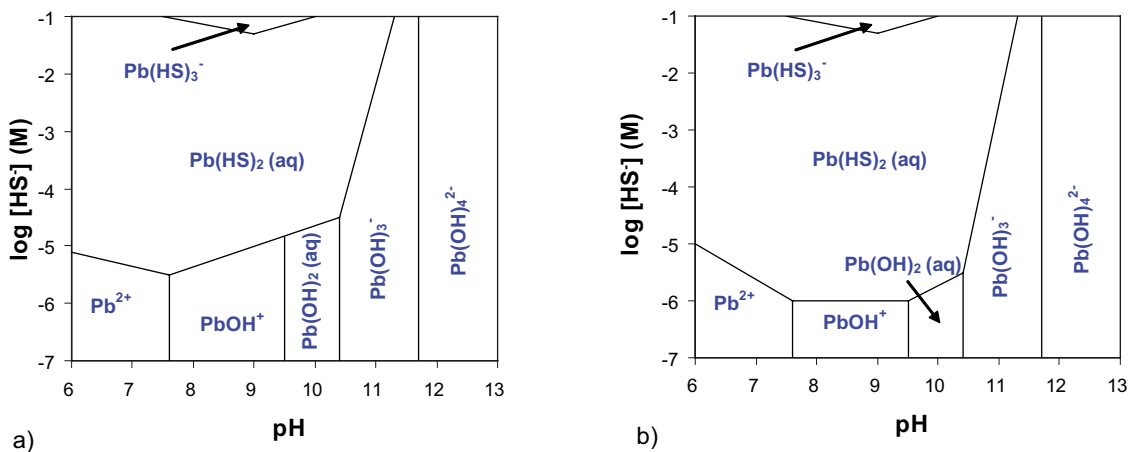 -1
-2
-3
-4
-5
-6
-7
log [HS⁻] (M)
Pb(HS)₃⁻
Pb(HS)₂ (aq)
Pb²⁺
PbOH⁺
Pb(OH)₂ (aq)
Pb(OH)₃⁻
Pb(OH)₄²⁻
6 7 8 9 10 11 12 13
pH
a)
-1
-2
-3
-4
-5
-6
-7
log [HS⁻] (M)
Pb(HS)₃⁻
Pb(HS)₂ (aq)
Pb(OH)₂ (aq)
Pb²⁺
PbOH⁺
Pb(OH)₃⁻
Pb(OH)₄²⁻
6 7 8 9 10 11 12 13
pH
b)